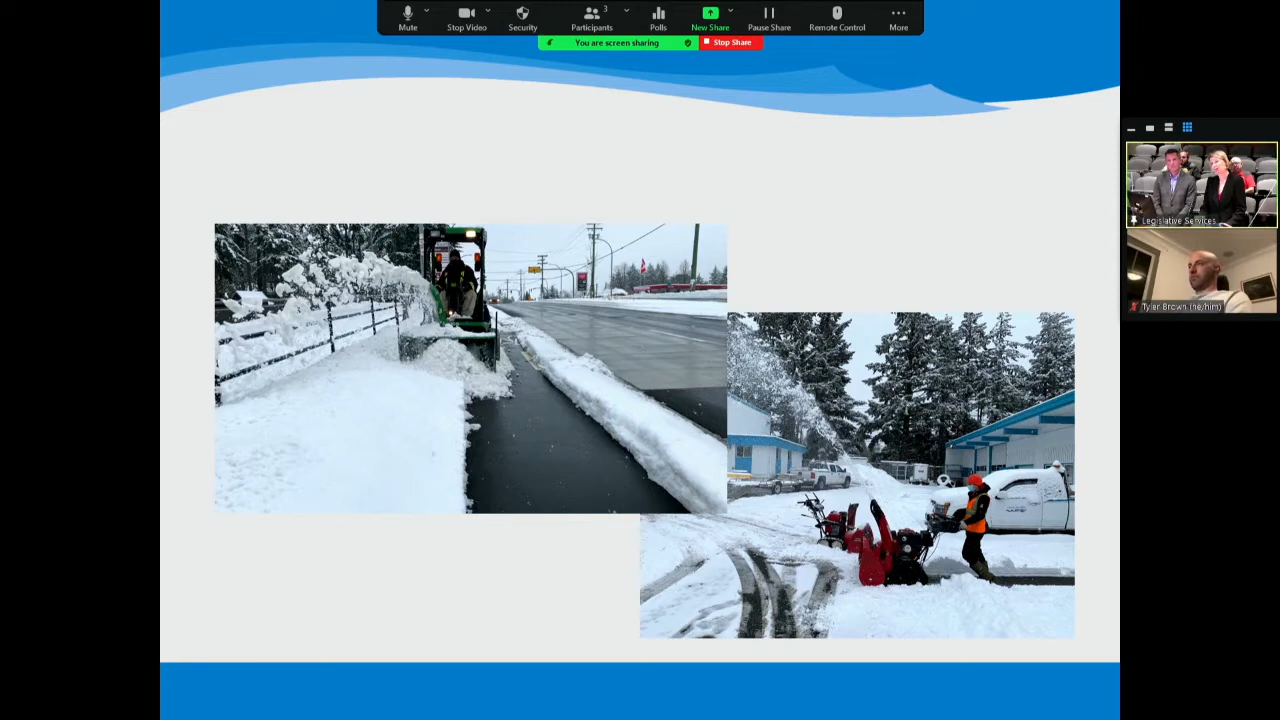 3
Mute
Stop Video
Security
Participants
Polls
New Share
Pause Share
Remote Control
More
You are screen sharing
Stop Share
Legislative Services
Tyler Brown (he/him)